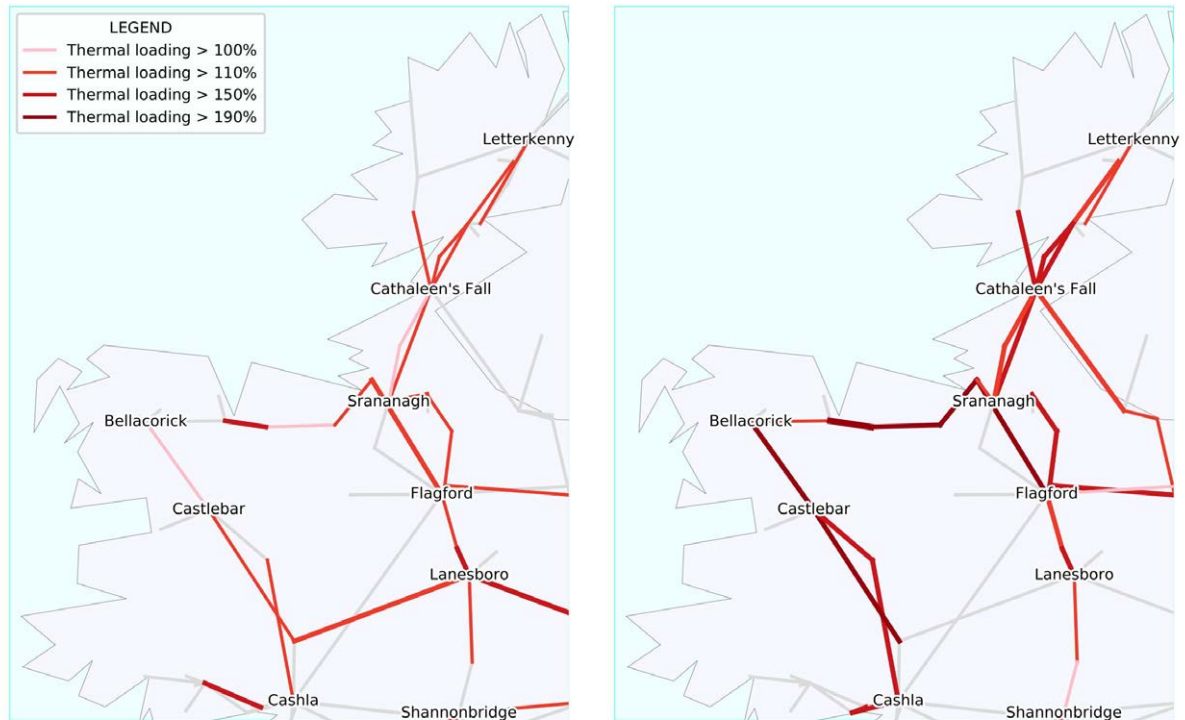 LEGEND
Thermal loading > 100%
Thermal loading > 110%
Thermal loading > 150%
Thermal loading > 190%
Letterkenny
Cathaleen's Fall
Srananagh
Bellacorick
Flagford
Castlebar
Lanesboro
Cashla
Shannonbridge
Letterkenny
Cathaleen's Fall
Srananagh
Bellacorick
Flagford
Castlebar
Lanesboro
Cashla
Shannonbridge